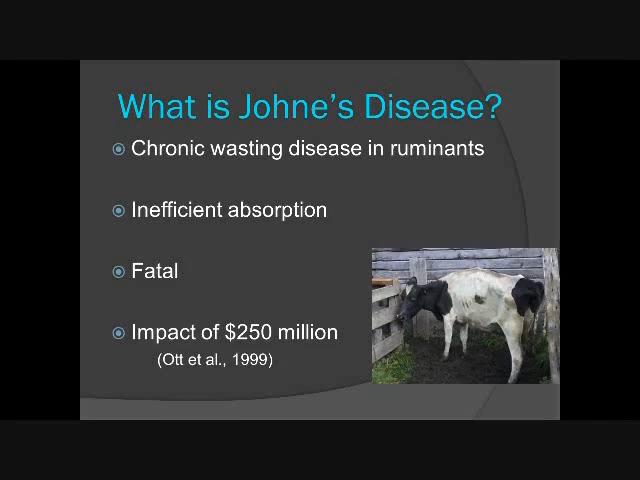 What is Johne's Disease?
Chronic wasting disease in ruminants
Inefficient absorption
Fatal
Impact of $250 million
(Ott et al., 1999)